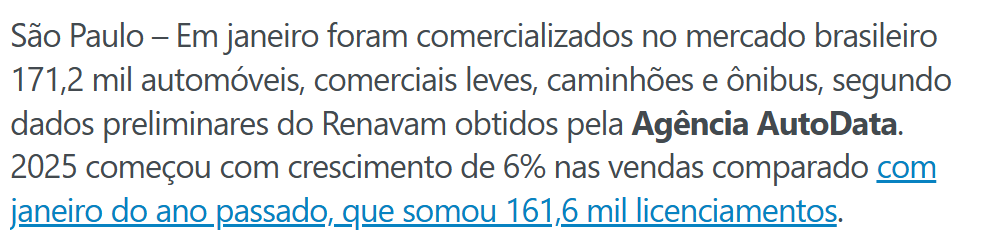 São Paulo – Em janeiro foram comercializados no mercado brasileiro
171,2 mil automóveis, comerciais leves, caminhões e ônibus, segundo
dados preliminares do Renavam obtidos pela Agência AutoData.
2025 começou com crescimento de 6% nas vendas comparado com
janeiro do ano passado, que somou 161,6 mil licenciamentos.